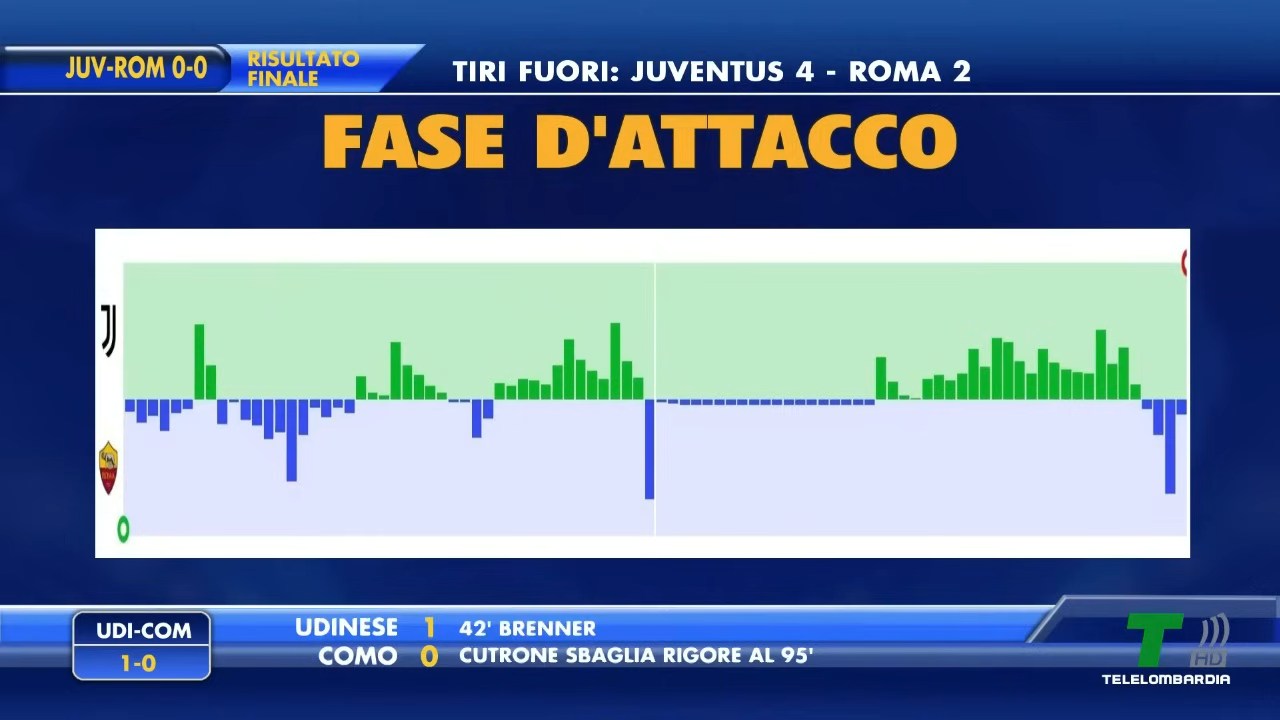 JUV-ROM 0-0
RISULTATO
FINALE
TIRI FUORI: JUVENTUS 4 - ROMA 2
FASE D'ATTACCO
UDI-COM
1-0
UDINESE 1 42' BRENNER
COMO 0 CUTRONE SBAGLIA RIGORE AL 95'
T HD
TELELOMBARDIA